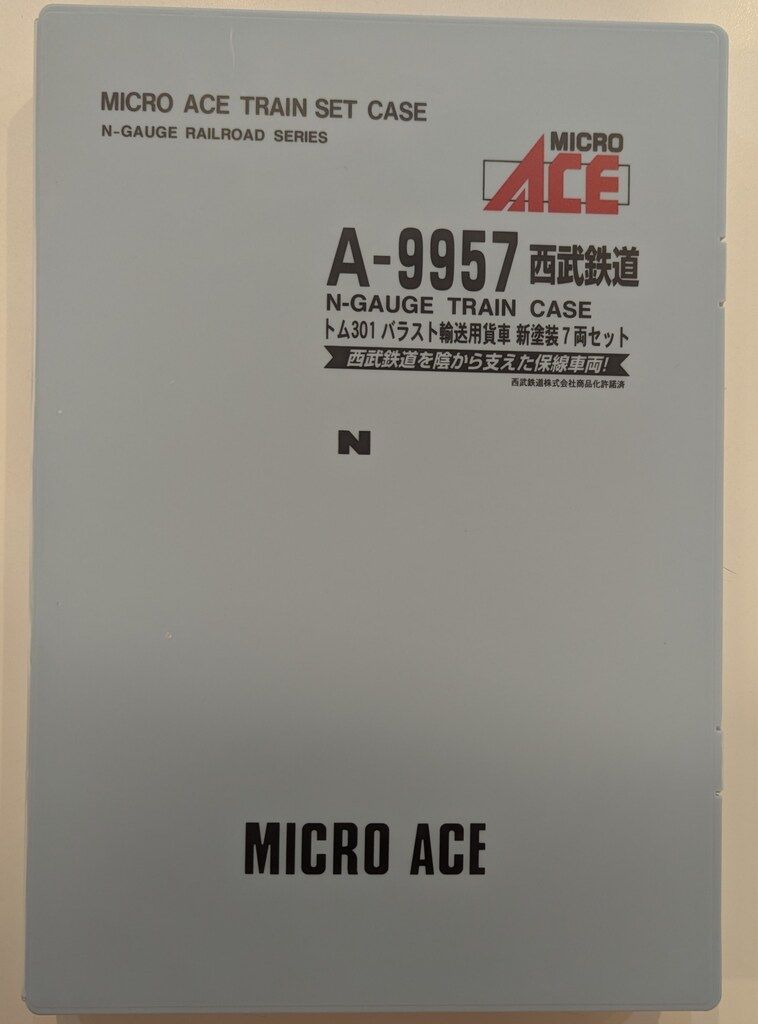 MICRO ACE TRAIN SET CASE
N-GAUGE RAILROAD SERIES
MICRO
ACE
A-9957 西武鉄道
N-GAUGE TRAIN CASE
トム301 バラスト輸送用貨車 新塗装7両セット
西武鉄道を陰から支えた保線車両!
西武鉄道株式会社商品化許諾済
N
MICRO ACE